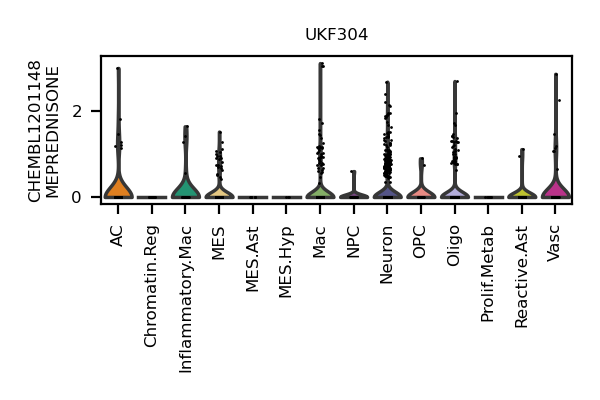 UKF304
CHEMBL1201148
MEPREDNISONE
2
0
AC
Chromatin.Reg
Inflammatory.Mac
MES
MES.Ast
MES.Hyp
Mac
NPC
Neuron
OPC
Oligo
Prolif.Metab
Reactive.Ast
Vasc